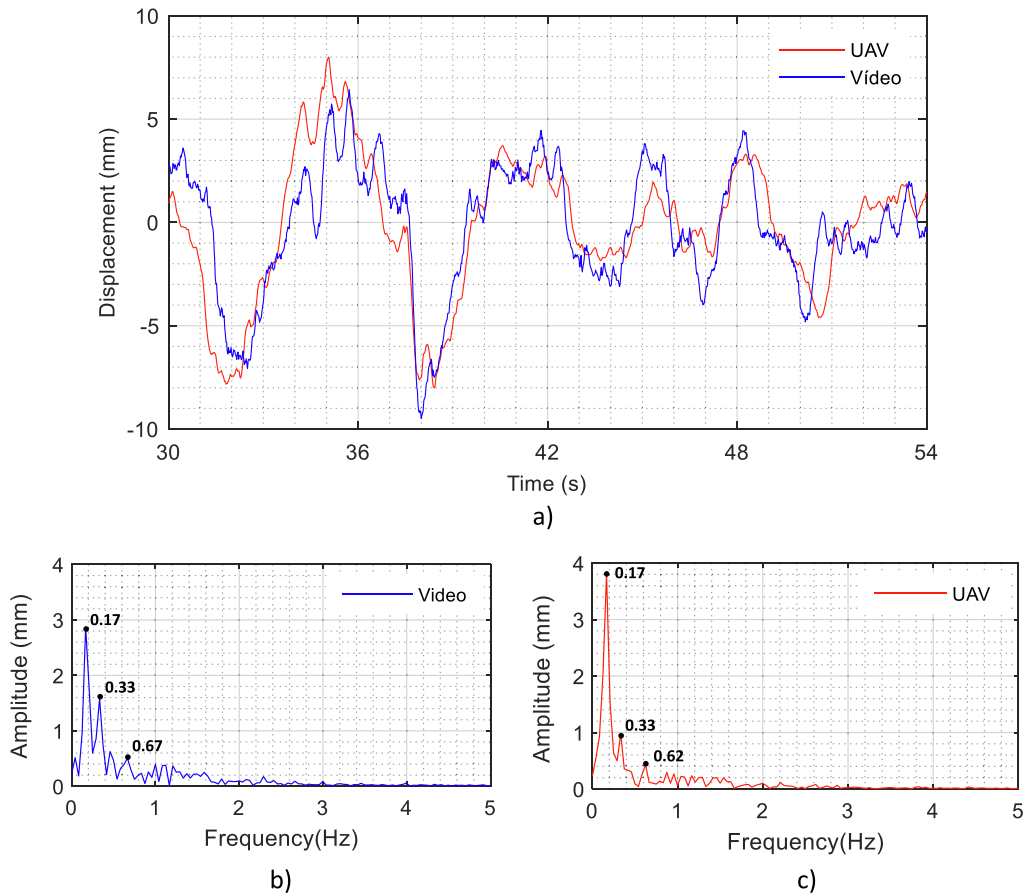 10
5
0
-5
-10
Displacement (mm)
UAV
Vídeo
30 36 42 48 54
Time (s)
a)
4
3
2
1
0
Amplitude (mm)
Video
0.17
0.33
0.67
0 1 2 3 4 5
Frequency(Hz)
b)
4
3
2
1
0
Amplitude (mm)
UAV
0.17
0.33
0.62
0 1 2 3 4 5
Frequency(Hz)
c)